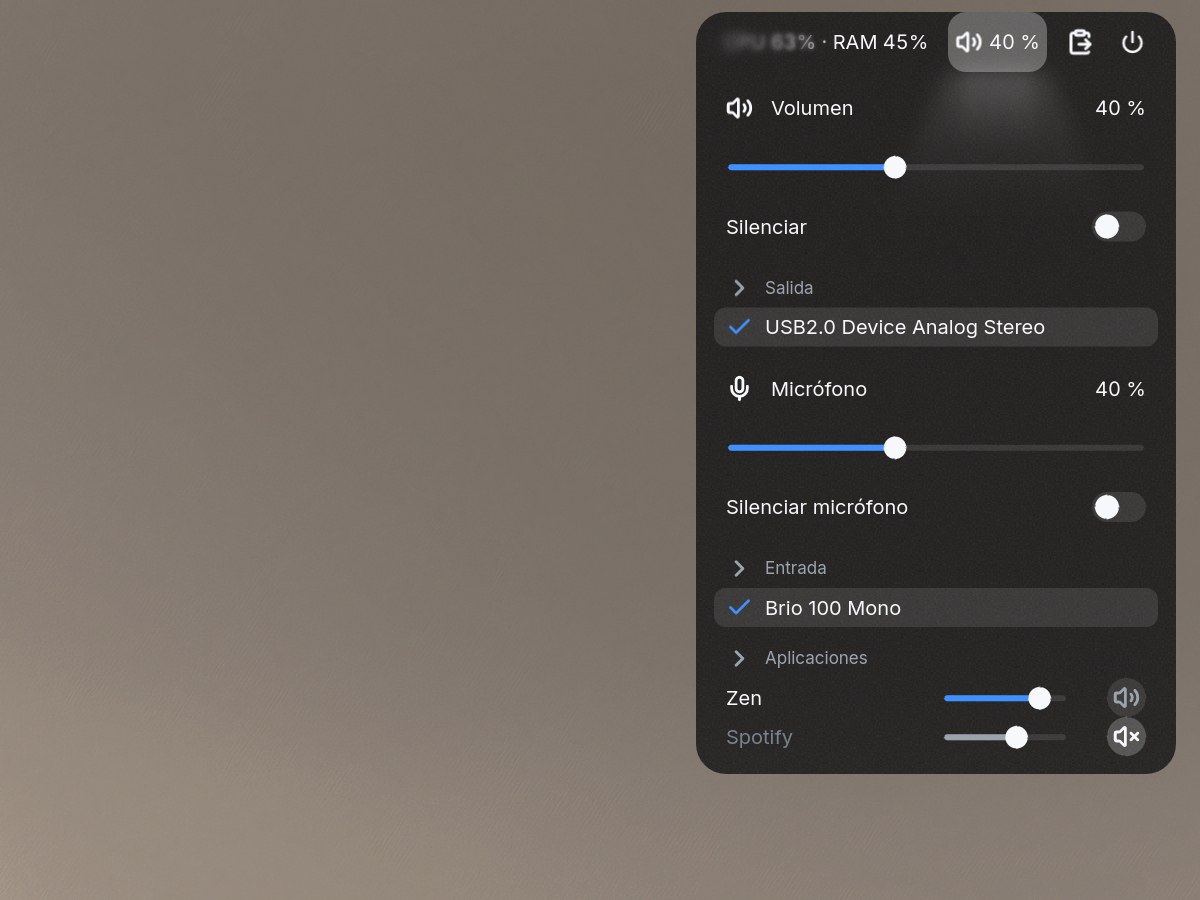 63% · RAM 45% 40 %
Volumen 40 %
Silenciar
Salida
USB2.0 Device Analog Stereo
Micrófono 40 %
Silenciar micrófono
Entrada
Brio 100 Mono
Aplicaciones
Zen
Spotify